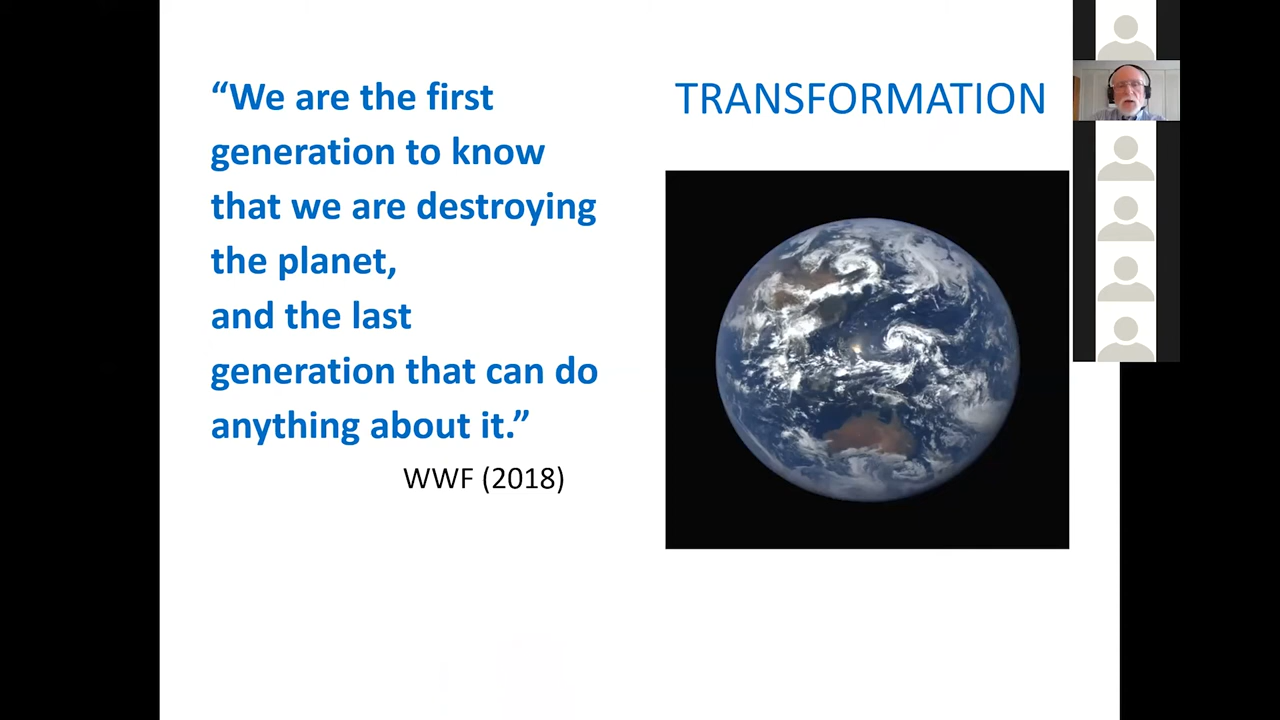 “We are the first
generation to know
that we are destroying
the planet,
and the last
generation that can do
anything about it.”
WWF (2018)
TRANSFORMATION